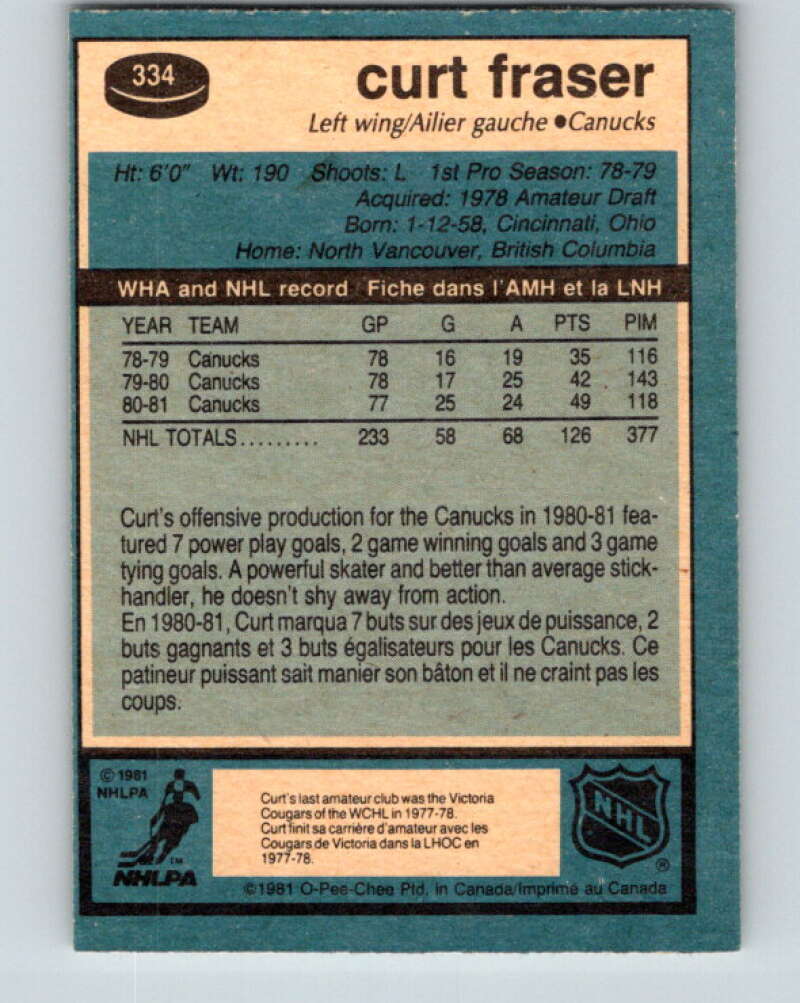 334
curt fraser
Left wing/Ailier gauche ●Canucks
Ht: 6'0" Wt: 190 Shoots: L 1st Pro Season: 78-79
Acquired: 1978 Amateur Draft
Born: 1-12-58, Cincinnati, Ohio
Home: North Vancouver, British Columbia
WHA and NHL record Fiche dans l'AMH et la LNH
YEAR TEAM GP G A PTS PIM
78-79 Canucks 78 16 19 35 116
79-80 Canucks 78 17 25 42 143
80-81 Canucks 77 25 24 49 118
NHL TOTALS......... 233 58 68 126 377
Curt's offensive production for the Canucks in 1980-81 fea-
tured 7 power play goals, 2 game winning goals and 3 game
tying goals. A powerful skater and better than average stick-
handler, he doesn't shy away from action.
En 1980-81, Curt marqua 7 buts sur des jeux de puissance, 2
buts gagnants et 3 buts égalisateurs pour les Canucks. Ce
patineur puissant sait manier son bâton et il ne craint pas les
coups.
© 1981
NHLPA
TM
NHLPA
Curt's last amateur club was the Victoria
Cougars of the WCHL in 1977-78.
Curt finit sa carrière d'amateur avec les
Cougars de Victoria dans la LHOC en
1977-78.
NHL
®
©1981 O-Pee-Chee Ptd. in Canada/Imprimé au Canada